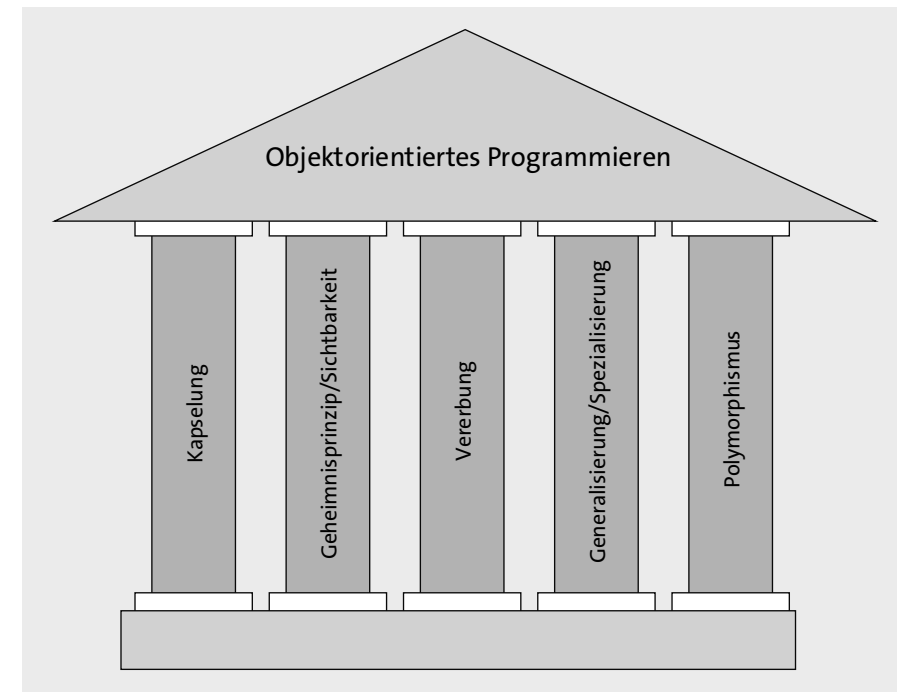 Objektorientiertes Programmieren
Kapselung
Geheimnisprinzip/Sichtbarkeit
Vererbung
Generalisierung/Spezialisierung
Polymorphismus